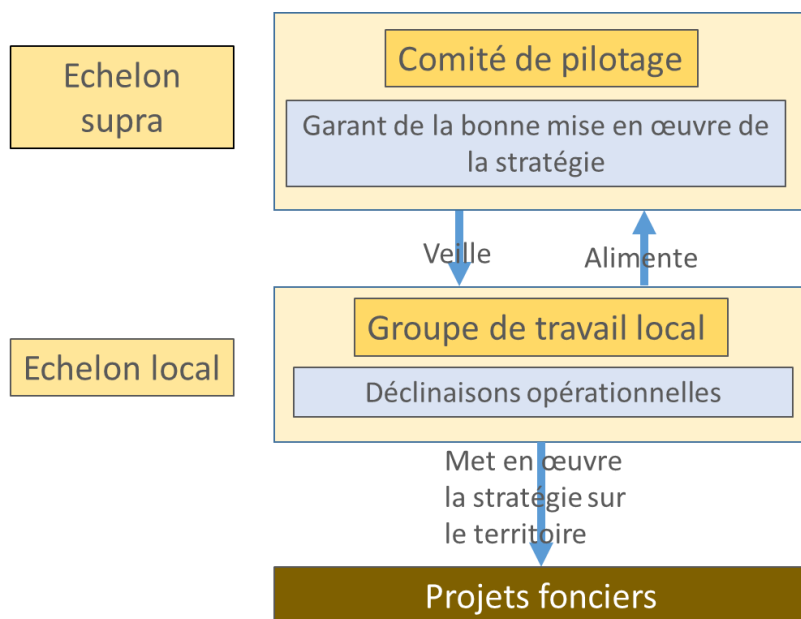 Echelon
supra
Comité de pilotage
Garant de la bonne mise en œuvre de
la stratégie
Veille
Alimente
Echelon local
Groupe de travail local
Déclinaisons opérationnelles
Met en œuvre
la stratégie sur
le territoire
Projets fonciers